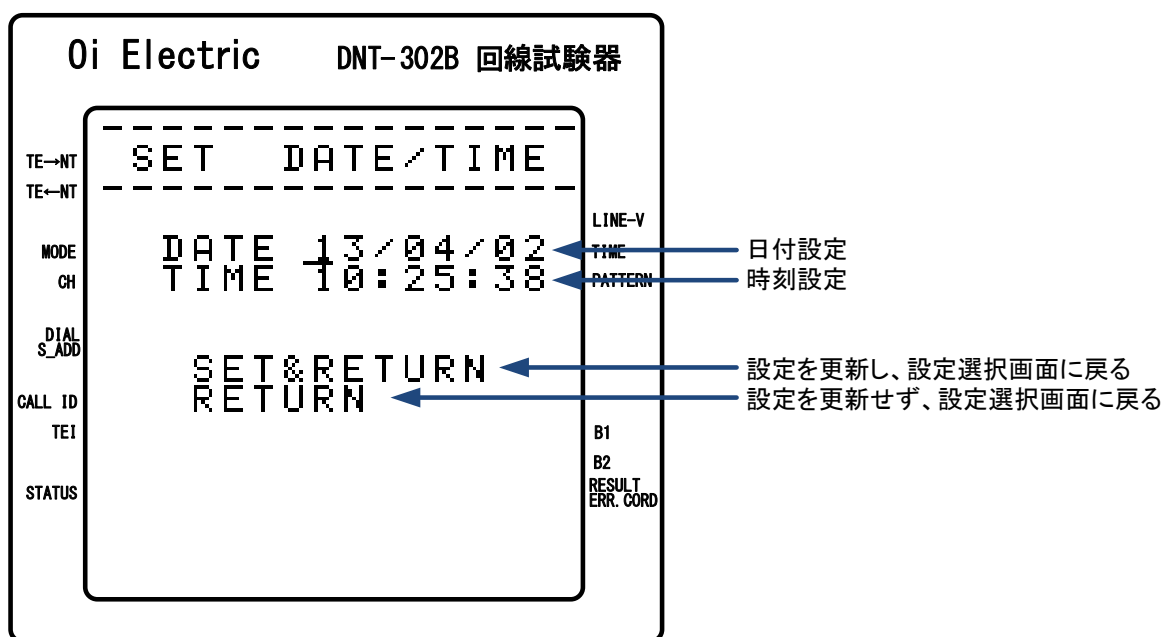 Oi Electric DNT-302B 回線試験器
SET DATE/TIME
TE→NT
TE←NT
LINE-V
MODE
DATE 13/04/02
TIME
日付設定
CH
TIME 10:25:38
PATTERN
時刻設定
DIAL
S_ADD
SET&RETURN
設定を更新し、設定選択画面に戻る
CALL ID
RETURN
設定を更新せず、設定選択画面に戻る
TEI
B1
B2
STATUS
RESULT
ERR.CORD